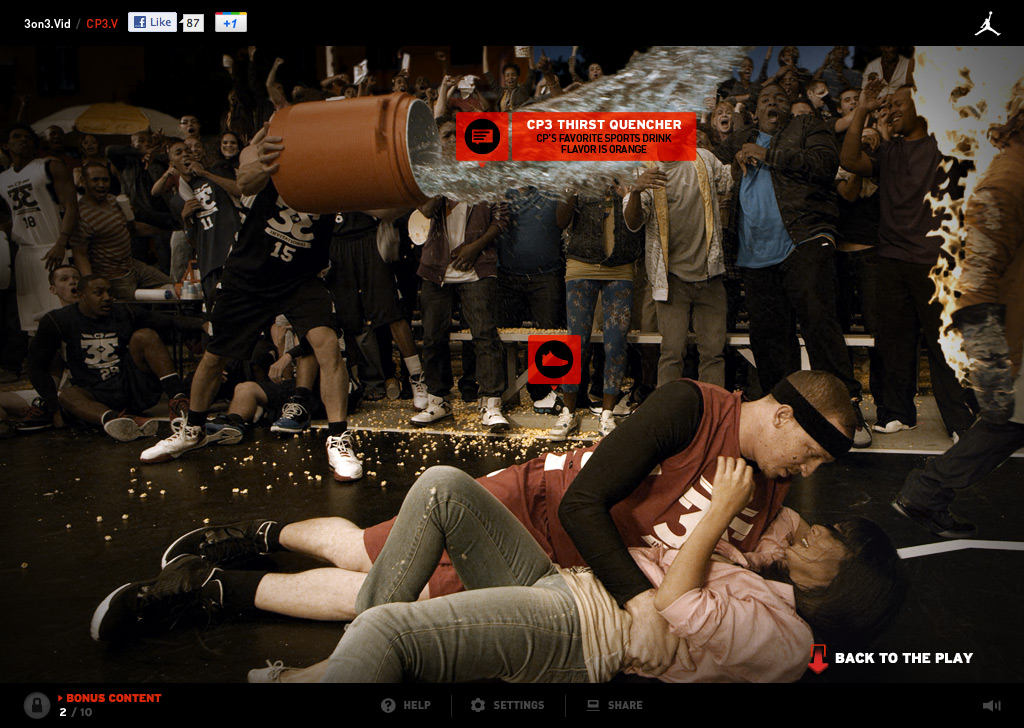 3on3.Vid / CP3.V
Like
87
+1
CP3 THIRST QUENCHER
CP'S FAVORITE SPORTS DRINK
FLAVOR IS ORANGE
18
15
BACK TO THE PLAY
BONUS CONTENT
2 / 10
HELP
SETTINGS
SHARE